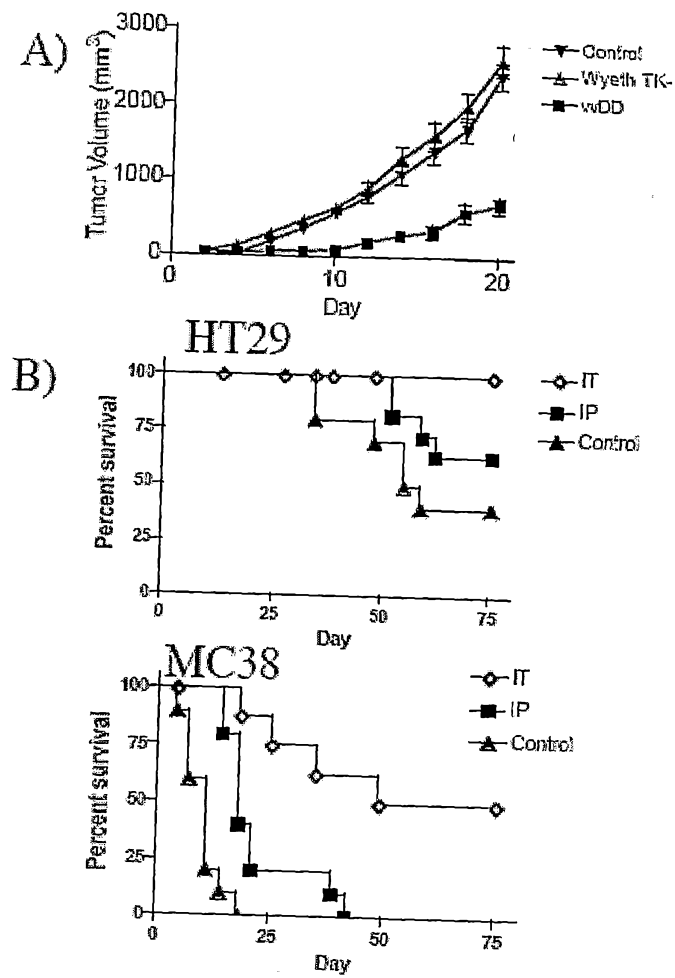 A)
3000
2000
1000
0
Tumor Volume (mm³)
0 10 20
Day
Control
Wyeth TK-
vvDD
B)
HT29
100
75
50
25
0
Percent survival
0 25 50 75
Day
IT
IP
Control
MC38
100
75
50
25
0
Percent survival
0 25 50 75
Day
IT
IP
Control